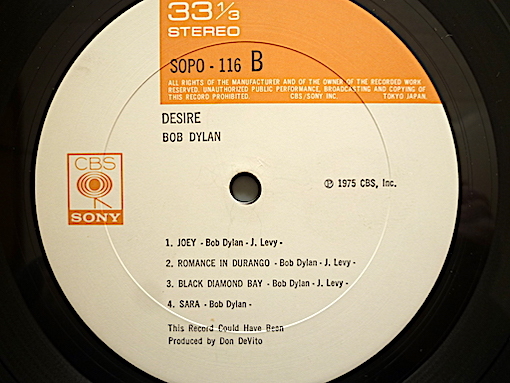 33 1/3
STEREO
SOPO - 116 B
ALL RIGHTS OF THE MANUFACTURER AND OF THE OWNER OF THE RECORDED WORK
RESERVED. UNAUTHORIZED PUBLIC PERFORMANCE, BROADCASTING AND COPYING OF
THIS RECORD PROHIBITED. CBS/SONY INC. TOKYO JAPAN.
DESIRE
BOB DYLAN
CBS
SONY
℗ 1975 CBS, Inc.
1. JOEY - Bob Dylan - J. Levy -
2. ROMANCE IN DURANGO - Bob Dylan - J. Levy -
3. BLACK DIAMOND BAY - Bob Dylan - J. Levy -
4. SARA - Bob Dylan -
This Record Could Have Been
Produced by Don DeVito